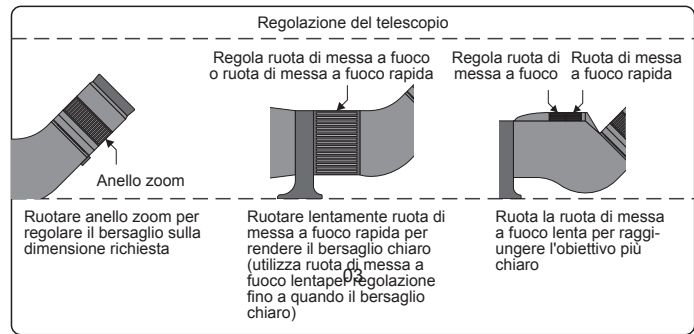 Regolazione del telescopio
Regola ruota di messa a fuoco
o ruota di messa a fuoco rapida
Regola ruota di
messa a fuoco
Ruota di messa
a fuoco rapida
Anello zoom
Ruotare anello zoom per
regolare il bersaglio sulla
dimensione richiesta
Ruotare lentamente ruota di
messa a fuoco rapida per
rendere il bersaglio chiaro
(utilizza ruota di messa a
fuoco lentaper regolazione
fino a quando il bersaglio
chiaro)
Ruota la ruota di messa
a fuoco lenta per raggi-
ungere l'obiettivo più
chiaro
03